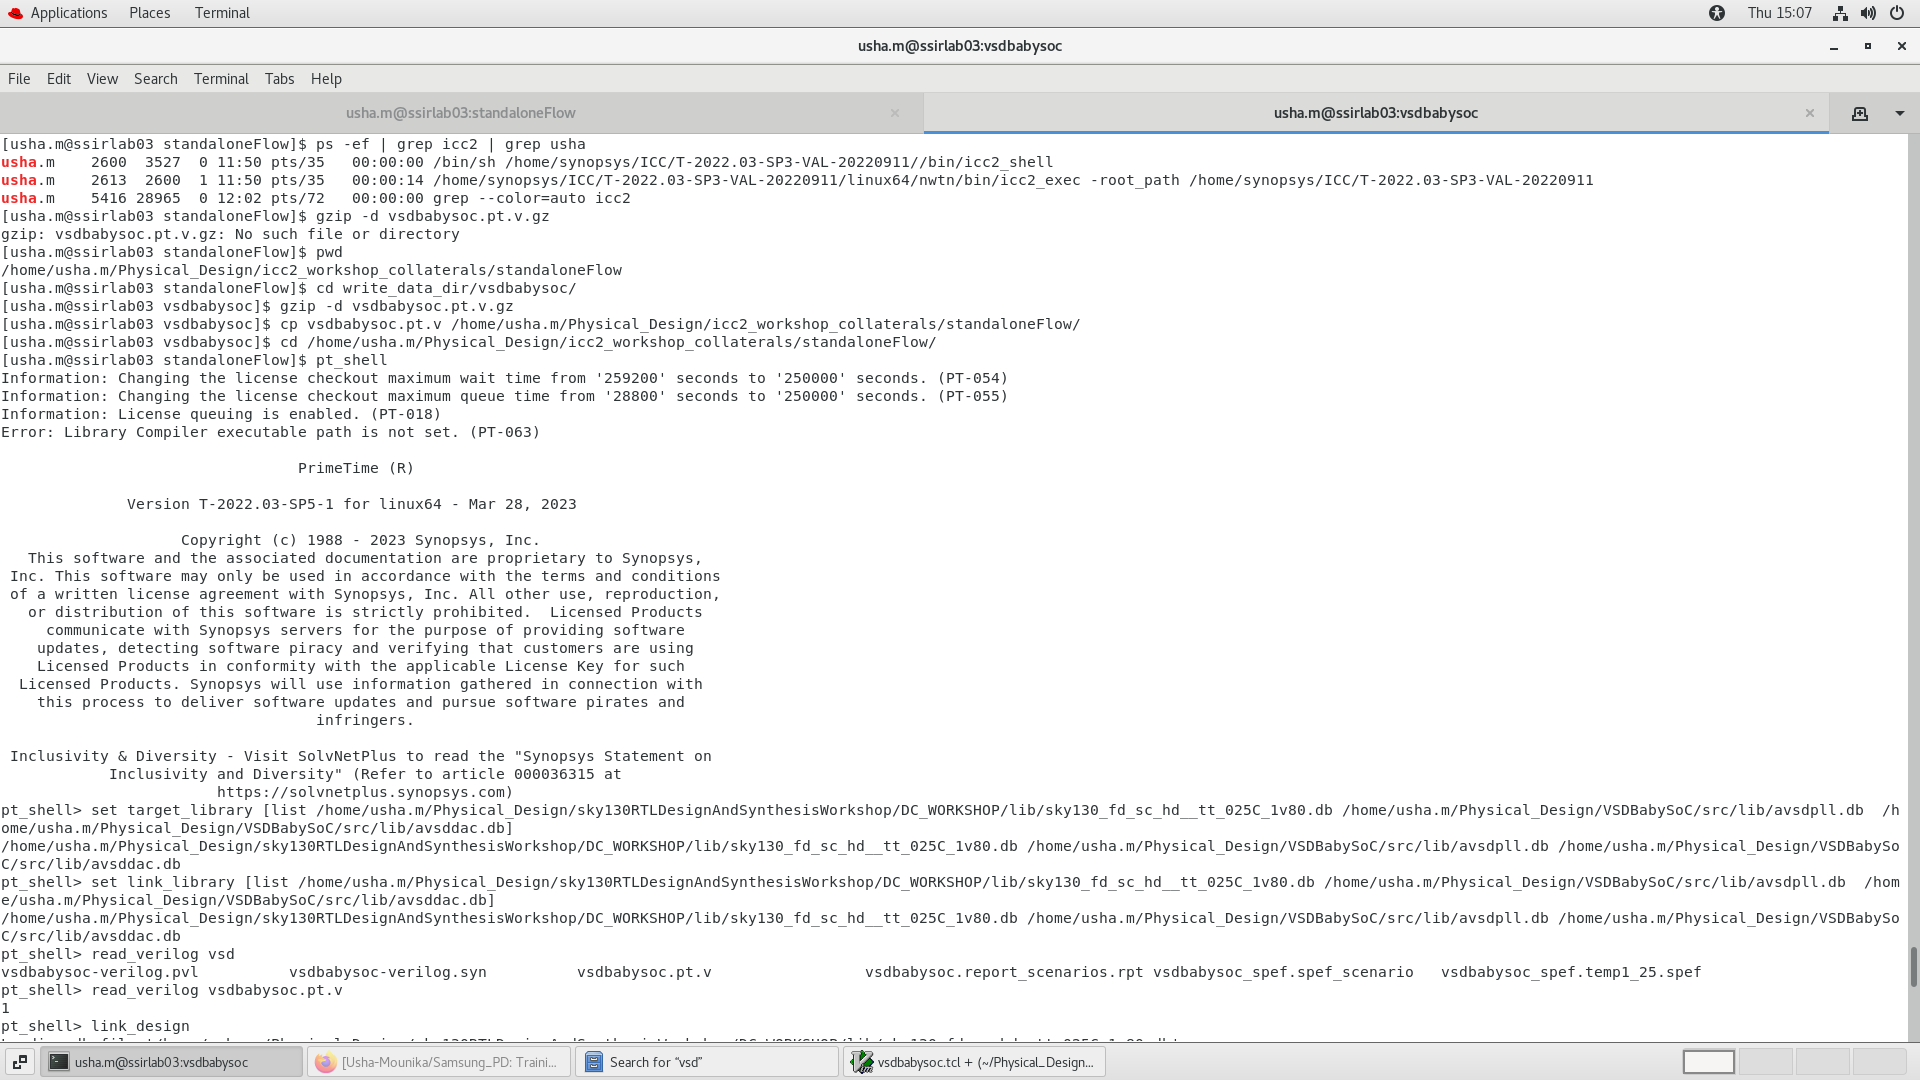 Applications Places Terminal Thu 15:07
usha.m@ssirlab03:vsdbabysoc
File Edit View Search Terminal Tabs Help
usha.m@ssirlab03:standaloneFlow usha.m@ssirlab03:vsdbabysoc
[usha.m@ssirlab03 standaloneFlow]$ ps -ef | grep icc2 | grep usha
usha.m    2600  3527  0 11:50 pts/35   00:00:00 /bin/sh /home/synopsys/ICC/T-2022.03-SP3-VAL-20220911//bin/icc2_shell
usha.m    2613  2600  1 11:50 pts/35   00:00:14 /home/synopsys/ICC/T-2022.03-SP3-VAL-20220911/linux64/nwtn/bin/icc2_exec -root_path /home/synopsys/ICC/T-2022.03-SP3-VAL-20220911
usha.m    5416 28965  0 12:02 pts/72   00:00:00 grep --color=auto icc2
[usha.m@ssirlab03 standaloneFlow]$ gzip -d vsdbabysoc.pt.v.gz
gzip: vsdbabysoc.pt.v.gz: No such file or directory
[usha.m@ssirlab03 standaloneFlow]$ pwd
/home/usha.m/Physical_Design/icc2_workshop_collaterals/standaloneFlow
[usha.m@ssirlab03 standaloneFlow]$ cd write_data_dir/vsdbabysoc/
[usha.m@ssirlab03 vsdbabysoc]$ gzip -d vsdbabysoc.pt.v.gz
[usha.m@ssirlab03 vsdbabysoc]$ cp vsdbabysoc.pt.v /home/usha.m/Physical_Design/icc2_workshop_collaterals/standaloneFlow/
[usha.m@ssirlab03 vsdbabysoc]$ cd /home/usha.m/Physical_Design/icc2_workshop_collaterals/standaloneFlow/
[usha.m@ssirlab03 standaloneFlow]$ pt_shell
Information: Changing the license checkout maximum wait time from '259200' seconds to '250000' seconds. (PT-054)
Information: Changing the license checkout maximum queue time from '28800' seconds to '250000' seconds. (PT-055)
Information: License queuing is enabled. (PT-018)
Error: Library Compiler executable path is not set. (PT-063)
PrimeTime (R)
Version T-2022.03-SP5-1 for linux64 - Mar 28, 2023
Copyright (c) 1988 - 2023 Synopsys, Inc.
This software and the associated documentation are proprietary to Synopsys,
Inc. This software may only be used in accordance with the terms and conditions
of a written license agreement with Synopsys, Inc. All other use, reproduction,
or distribution of this software is strictly prohibited.  Licensed Products
communicate with Synopsys servers for the purpose of providing software
updates, detecting software piracy and verifying that customers are using
Licensed Products in conformity with the applicable License Key for such
Licensed Products. Synopsys will use information gathered in connection with
this process to deliver software updates and pursue software pirates and
infringers.
Inclusivity & Diversity - Visit SolvNetPlus to read the "Synopsys Statement on
Inclusivity and Diversity" (Refer to article 000036315 at
https://solvnetplus.synopsys.com)
pt_shell> set target_library [list /home/usha.m/Physical_Design/sky130RTLDesignAndSynthesisWorkshop/DC_WORKSHOP/lib/sky130_fd_sc_hd__tt_025C_1v80.db /home/usha.m/Physical_Design/VSDBabySoC/src/lib/avsdpll.db  /h
ome/usha.m/Physical_Design/VSDBabySoC/src/lib/avsddac.db]
/home/usha.m/Physical_Design/sky130RTLDesignAndSynthesisWorkshop/DC_WORKSHOP/lib/sky130_fd_sc_hd__tt_025C_1v80.db /home/usha.m/Physical_Design/VSDBabySoC/src/lib/avsdpll.db /home/usha.m/Physical_Design/VSDBabySo
C/src/lib/avsddac.db
pt_shell> set link_library [list /home/usha.m/Physical_Design/sky130RTLDesignAndSynthesisWorkshop/DC_WORKSHOP/lib/sky130_fd_sc_hd__tt_025C_1v80.db /home/usha.m/Physical_Design/VSDBabySoC/src/lib/avsdpll.db  /hom
e/usha.m/Physical_Design/VSDBabySoC/src/lib/avsddac.db]
/home/usha.m/Physical_Design/sky130RTLDesignAndSynthesisWorkshop/DC_WORKSHOP/lib/sky130_fd_sc_hd__tt_025C_1v80.db /home/usha.m/Physical_Design/VSDBabySoC/src/lib/avsdpll.db /home/usha.m/Physical_Design/VSDBabySo
C/src/lib/avsddac.db
pt_shell> read_verilog vsd
vsdbabysoc-verilog.pvl          vsdbabysoc-verilog.syn          vsdbabysoc.pt.v                 vsdbabysoc.report_scenarios.rpt vsdbabysoc_spef.spef_scenario   vsdbabysoc_spef.temp1_25.spef
pt_shell> read_verilog vsdbabysoc.pt.v
1
pt_shell> link_design
usha.m@ssirlab03:vsdbabysoc [Usha-Mounika/Samsung_PD: Traini... Search for “vsd” vsdbabysoc.tcl + (~/Physical_Design...